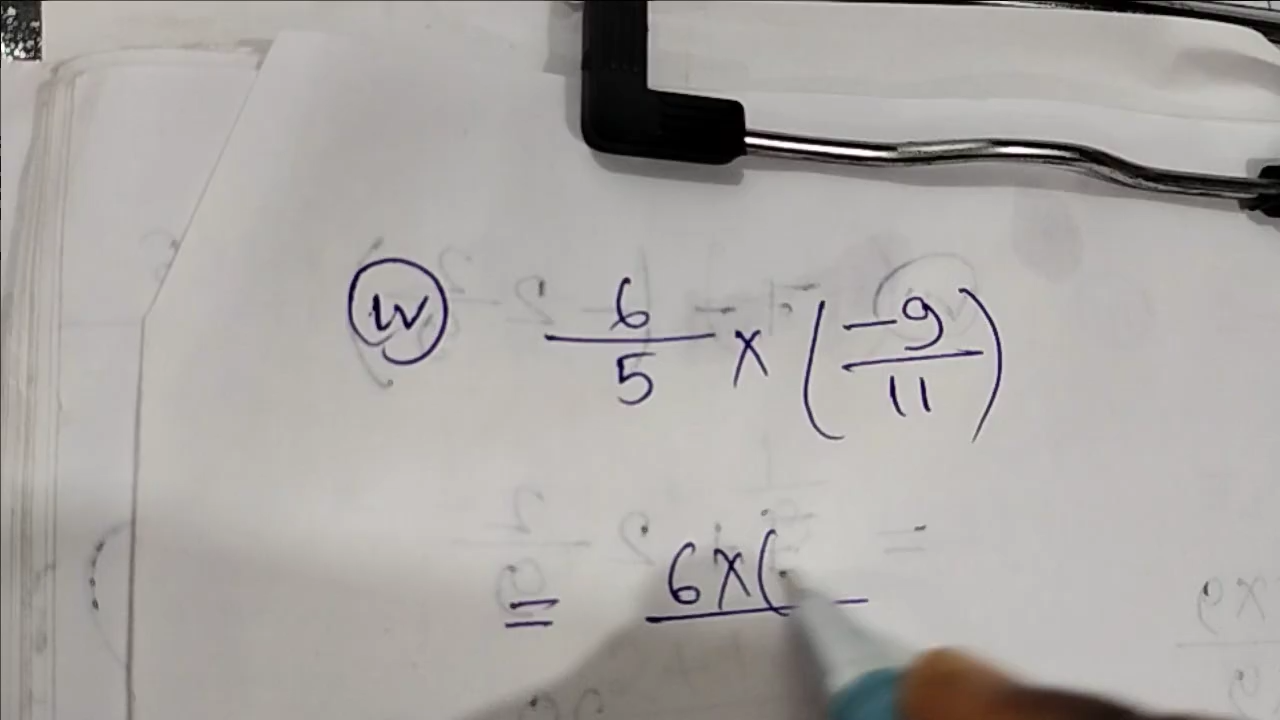 (iv) 6/5 × (-9/11)
= 6×(